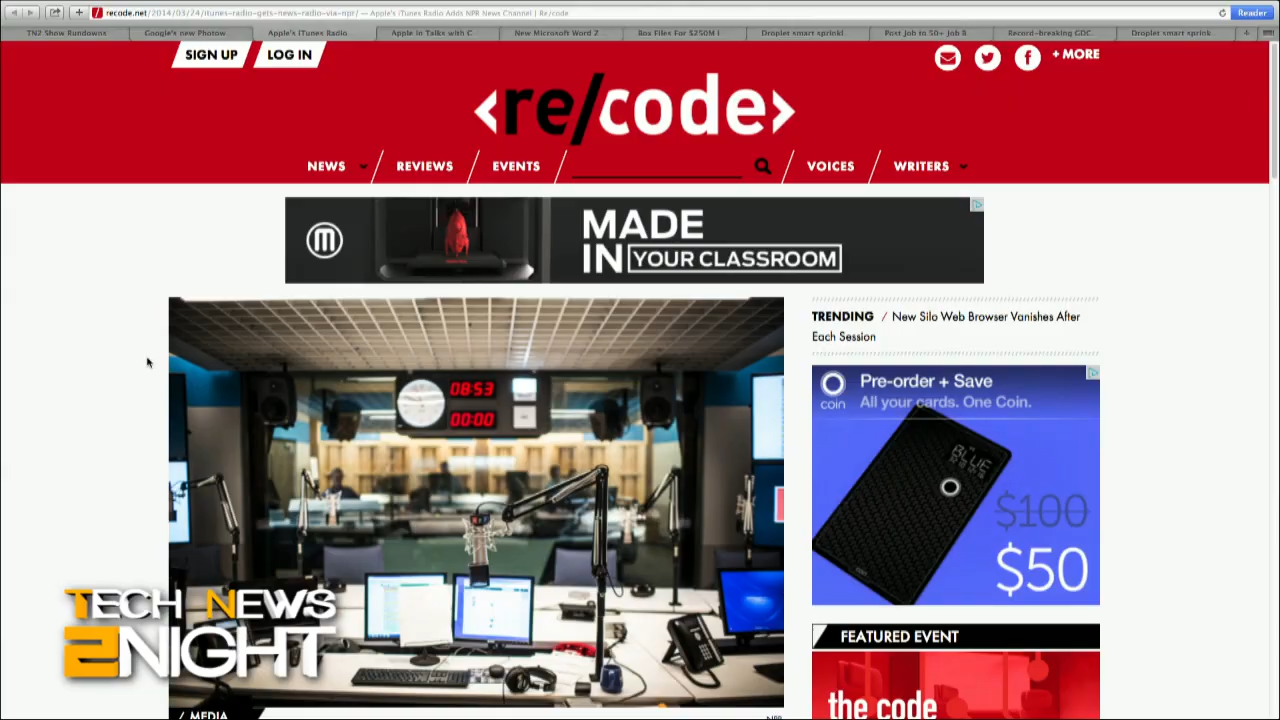 recode.net/2014/03/24/itunes-radio-gets-news-radio-via-npr/ — Apple's iTunes Radio Adds NPR News Channel | Re/code
Reader
TN2 Show Rundowns
Google's new Photow
Apple's iTunes Radio
Apple in Talks with C
New Microsoft Word Z
Box Files For $250M I
Droplet smart sprinkl
Post Job to 50+ Job B
Record-breaking GDC
Droplet smart sprink
SIGN UP
LOG IN
+ MORE
<re/code>
NEWS
REVIEWS
EVENTS
VOICES
WRITERS
MADE
IN YOUR CLASSROOM
TRENDING / New Silo Web Browser Vanishes After
Each Session
08:53
00:00
coin
Pre-order + Save
All your cards. One Coin.
BLUE
$100
$50
TECH NEWS
2NIGHT
FEATURED EVENT
the code
/ MEDIA